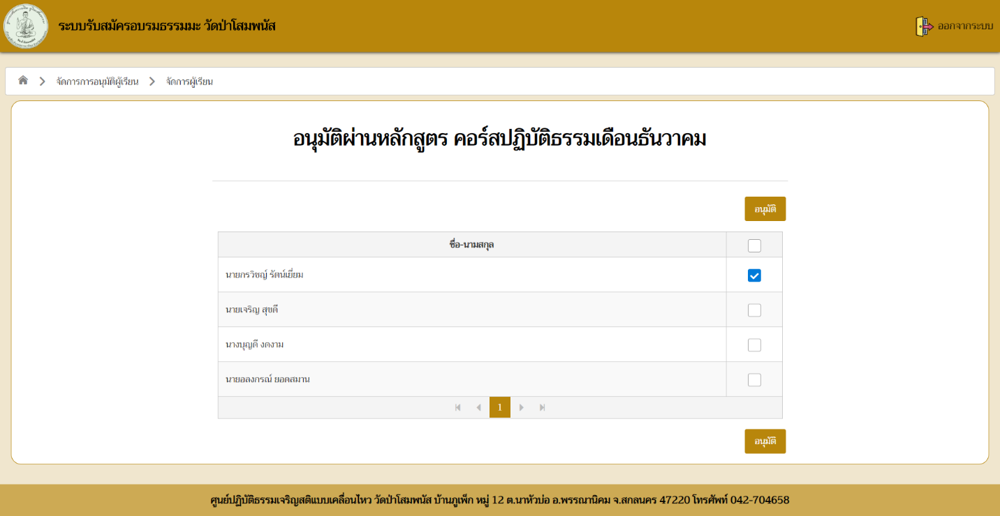 ระบบรับสมัครอบรมธรรมมะ วัดป่าโสมพนัส
ออกจากระบบ
จัดการการอนุมัติผู้เรียน
จัดการผู้เรียน
อนุมัติผ่านหลักสูตร คอร์สปฏิบัติธรรมเดือนธันวาคม
อนุมัติ
ชื่อ-นามสกุล
นายกรวิชญ์ รัตน์เยี่ยม
นายเจริญ สุขดี
นางบุญดี งดงาม
นายอลงกรณ์ ยอดสมาน
1
อนุมัติ
ศูนย์ปฏิบัติธรรมเจริญสติแบบเคลื่อนไหว วัดป่าโสมพนัส บ้านภูเพ็ก หมู่ 12 ต.นาหัวบ่อ อ.พรรณานิคม จ.สกลนคร 47220 โทรศัพท์ 042-704658